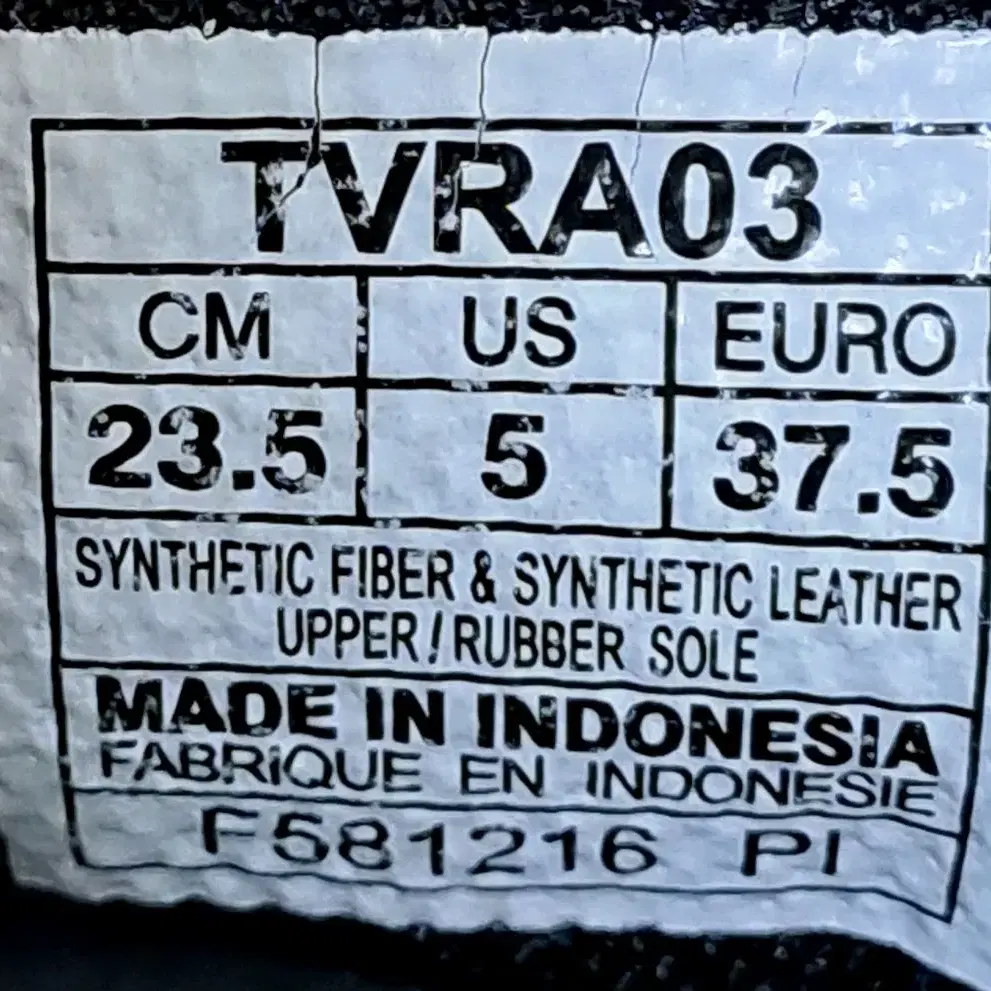 TVRA03
CM US EURO
23.5 5 37.5
SYNTHETIC FIBER & SYNTHETIC LEATHER
UPPER/RUBBER SOLE
MADE IN INDONESIA
FABRIQUE EN INDONESIE
F581216 PI